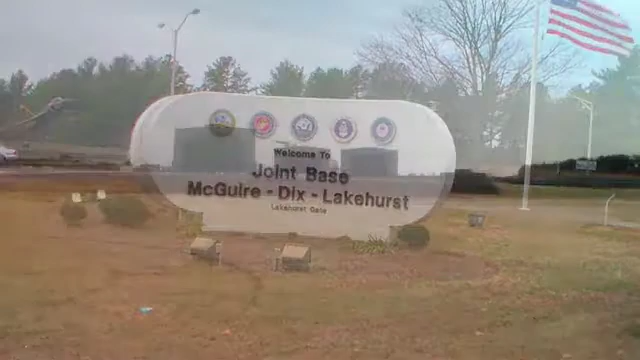 Welcome To
Joint Base
McGuire - Dix - Lakehurst
Lakehurst Gate